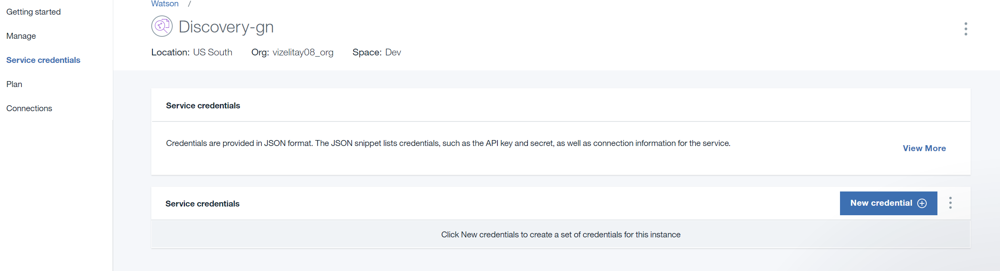 Getting started
Manage
Service credentials
Plan
Connections
Watson /
Discovery-gn
Location: US South Org: vizelitay08_org Space: Dev
Service credentials
Credentials are provided in JSON format. The JSON snippet lists credentials, such as the API key and secret, as well as connection information for the service.
View More
Service credentials
New credential
Click New credentials to create a set of credentials for this instance